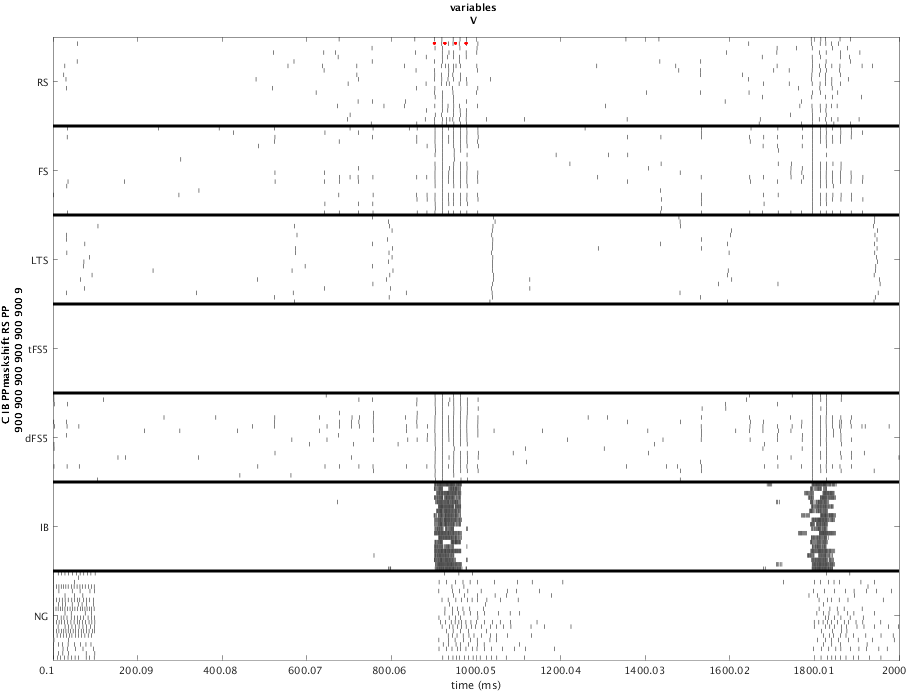 variables
V
RS
FS
LTS
tFS5
dFS5
IB
NG
C IB PPmaskshift RS PP
900 900 900 900 900 900 9
0.1 200.09 400.08 600.07 800.06 1000.05 1200.04 1400.03 1600.02 1800.01 2000
time (ms)